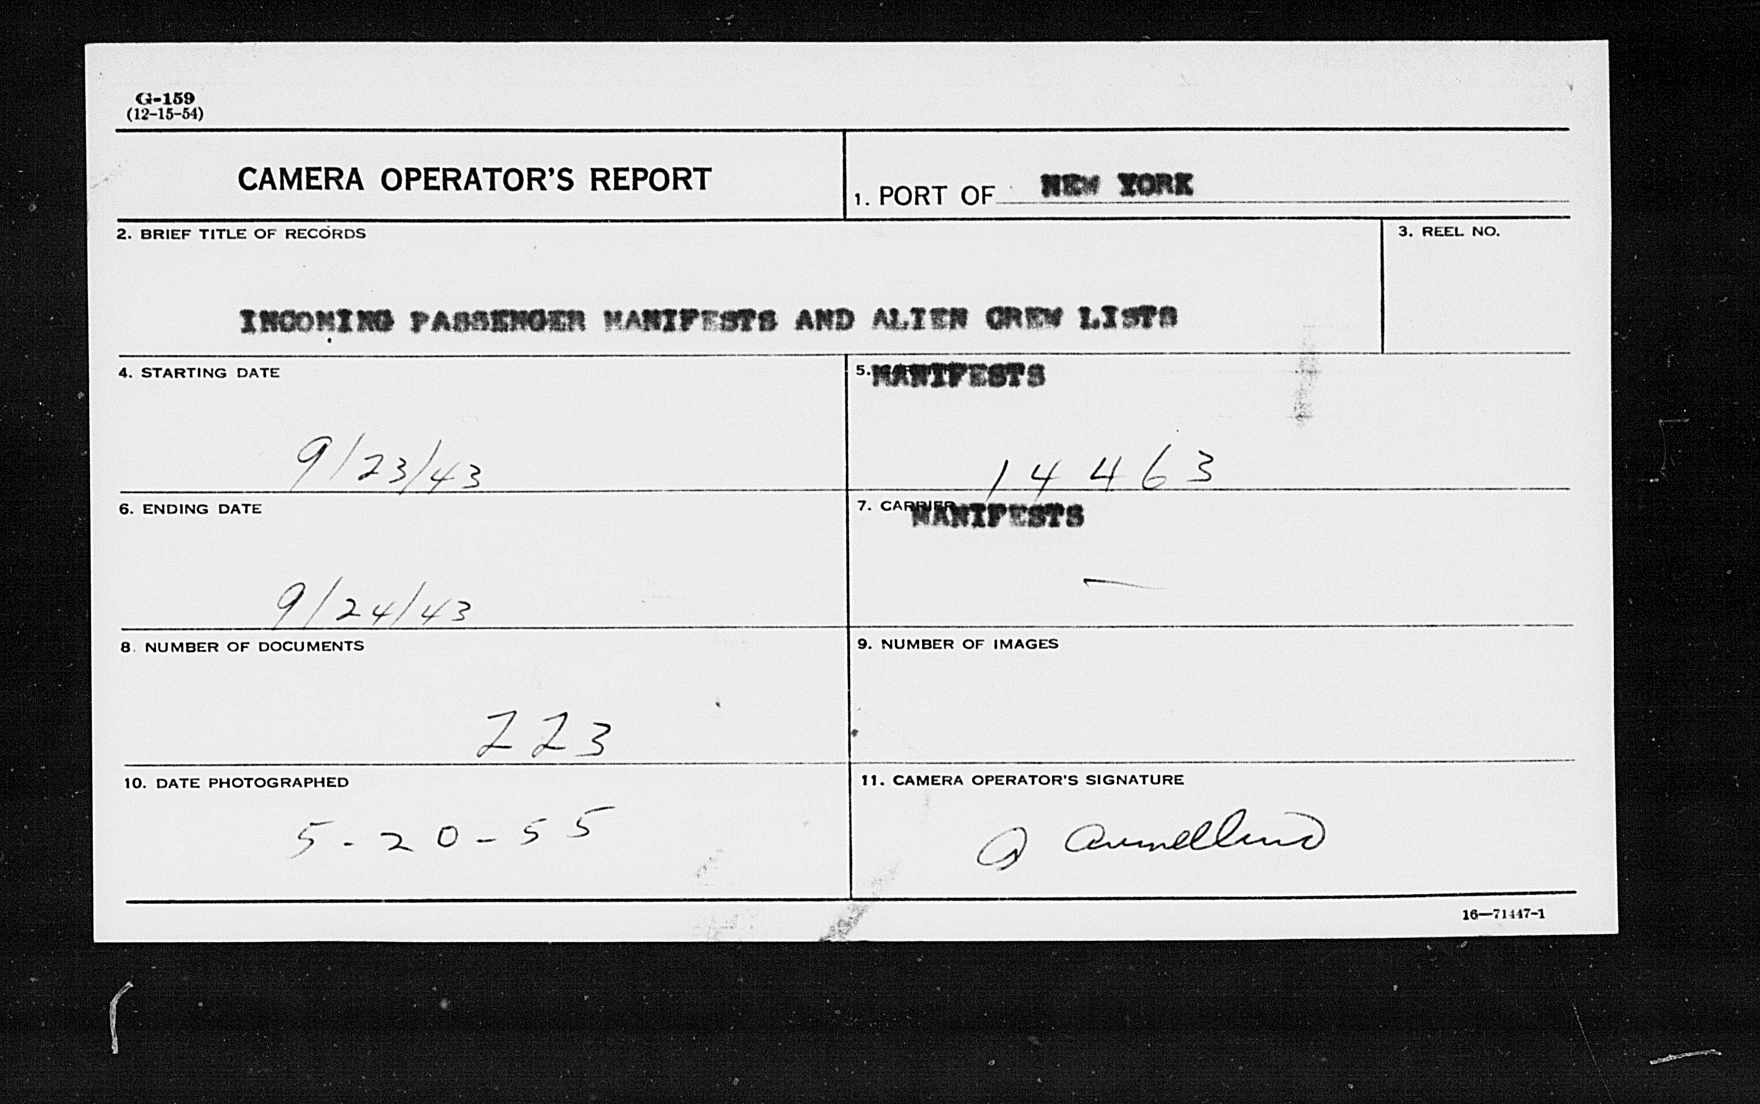 G-159
(12-15-54)
CAMERA OPERATOR'S REPORT
1. PORT OF NEW YORK
2. BRIEF TITLE OF RECORDS
3. REEL NO.
INCOMING PASSENGER MANIFESTS AND ALIEN CREW LISTS
4. STARTING DATE
5. MANIFESTS
9/23/43
14463
6. ENDING DATE
7. CARRIER MANIFESTS
9/24/43
—
8. NUMBER OF DOCUMENTS
9. NUMBER OF IMAGES
223
10. DATE PHOTOGRAPHED
11. CAMERA OPERATOR'S SIGNATURE
5-20-55
16—71447-1